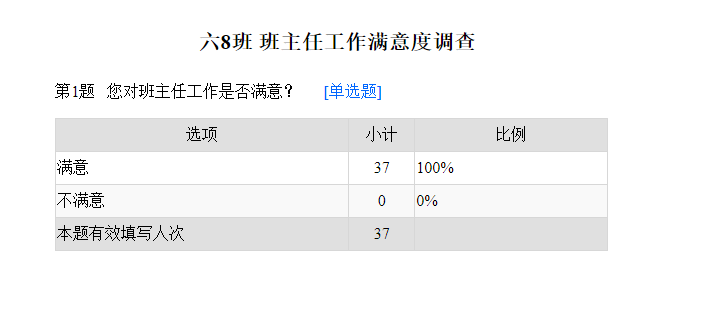 六8班 班主任工作满意度调查
第1题 您对班主任工作是否满意？ [单选题]
选项 小计 比例
满意 37 100%
不满意 0 0%
本题有效填写人次 37